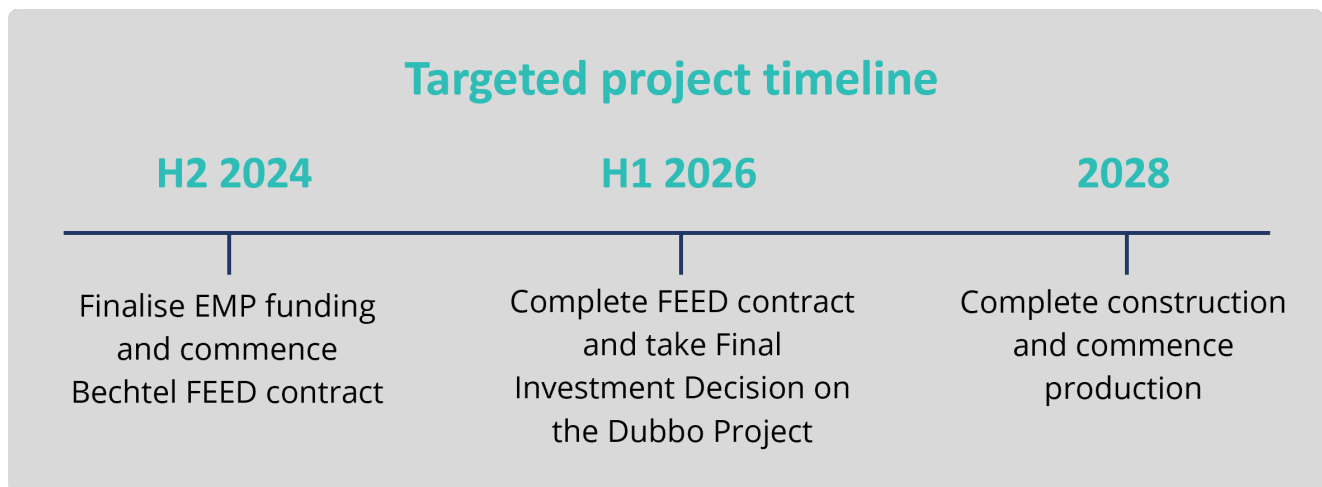 Targeted project timeline
H2 2024
H1 2026
2028
Finalise EMP funding
and commence
Bechtel FEED contract
Complete FEED contract
and take Final
Investment Decision on
the Dubbo Project
Complete construction
and commence
production